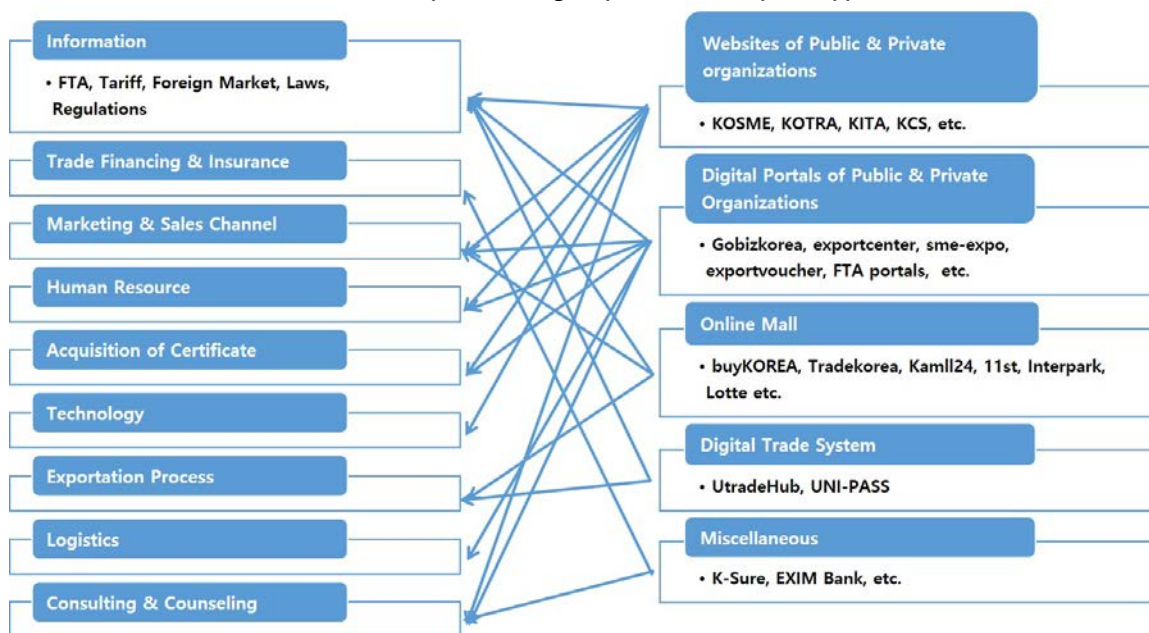 Information
• FTA, Tariff, Foreign Market, Laws,
Regulations
Trade Financing & Insurance
Marketing & Sales Channel
Human Resource
Acquisition of Certificate
Technology
Exportation Process
Logistics
Consulting & Counseling
Websites of Public & Private
organizations
• KOSME, KOTRA, KITA, KCS, etc.
Digital Portals of Public & Private
Organizations
• Gobizkorea, exportcenter, sme-expo,
exportvoucher, FTA portals, etc.
Online Mall
• buyKOREA, Tradekorea, Kamll24, 11st, Interpark,
Lotte etc.
Digital Trade System
• UtradeHub, UNI-PASS
Miscellaneous
• K-Sure, EXIM Bank, etc.